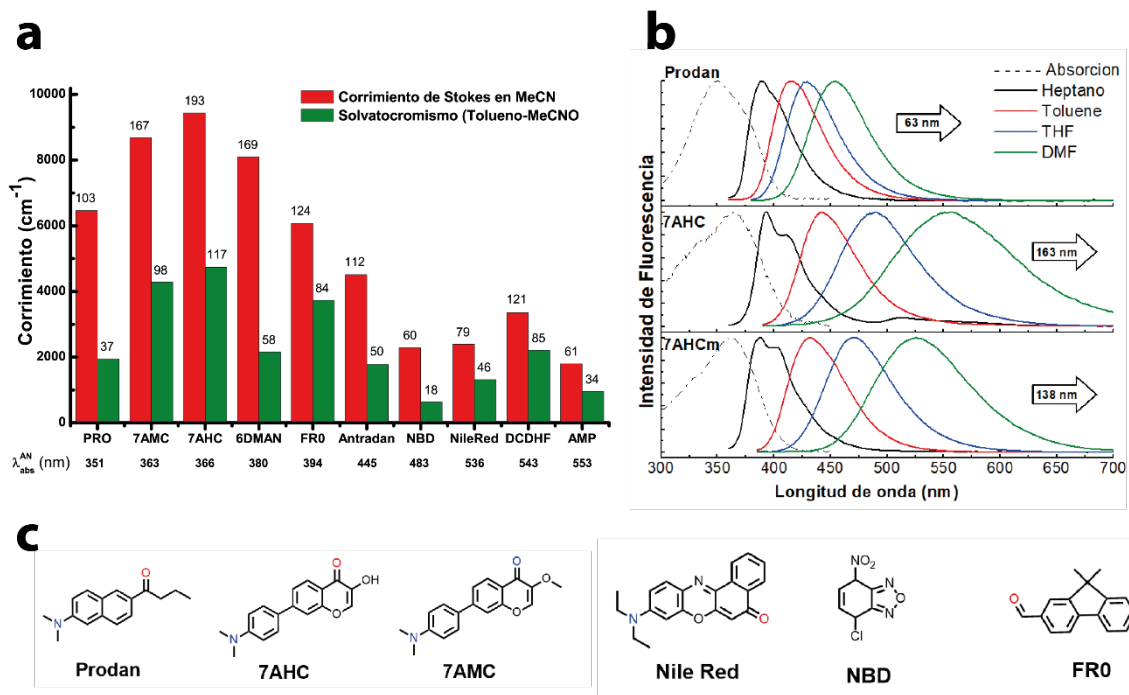 a
Corrimiento de Stokes en MeCN
Solvatocromismo (Tolueno-MeCNO
Corrimiento (cm-1)
10000
8000
6000
4000
2000
0
103 37
167 98
193 117
169 58
124 84
112 50
60 18
79 46
121 85
61 34
PRO 7AMC 7AHC 6DMAN FR0 Antradan NBD NileRed DCDHF AMP
λ AN abs (nm) 351 363 366 380 394 445 483 536 543 553
b
Prodan
63 nm
Absorcion
Heptano
Toluene
THF
DMF
7AHC
163 nm
7AHCm
138 nm
Intensidad de Fluorescencia
300 350 400 450 500 550 600 650 700
Longitud de onda (nm)
c
O
N
Prodan
O
OH
O
N
7AHC
O
O
O
N
7AMC
N
N
O
O
Nile Red
NO2
N
O
N
Cl
NBD
O
FR0